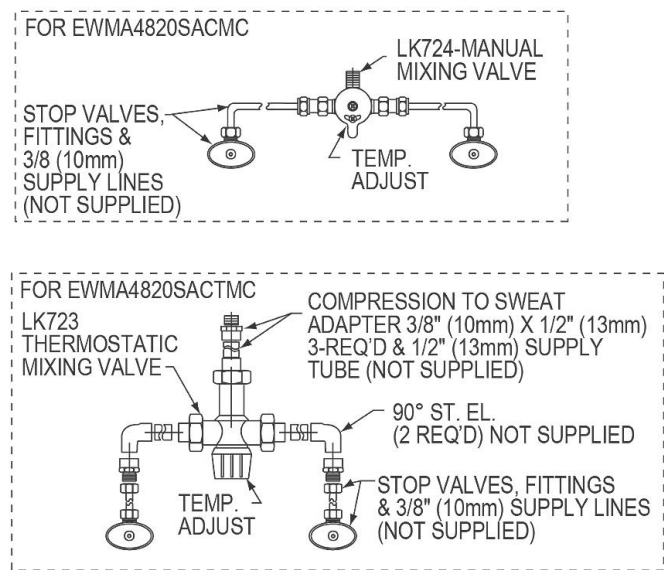 FOR EWMA4820SACMC
LK724-MANUAL
MIXING VALVE
STOP VALVES,
FITTINGS &
3/8 (10mm)
SUPPLY LINES
(NOT SUPPLIED)
TEMP.
ADJUST
FOR EWMA4820SACTMC
LK723
THERMOSTATIC
MIXING VALVE
COMPRESSION TO SWEAT
ADAPTER 3/8" (10mm) X 1/2" (13mm)
3-REQ'D & 1/2" (13mm) SUPPLY
TUBE (NOT SUPPLIED)
90° ST. EL.
(2 REQ'D) NOT SUPPLIED
TEMP.
ADJUST
STOP VALVES, FITTINGS
& 3/8" (10mm) SUPPLY LINES
(NOT SUPPLIED)